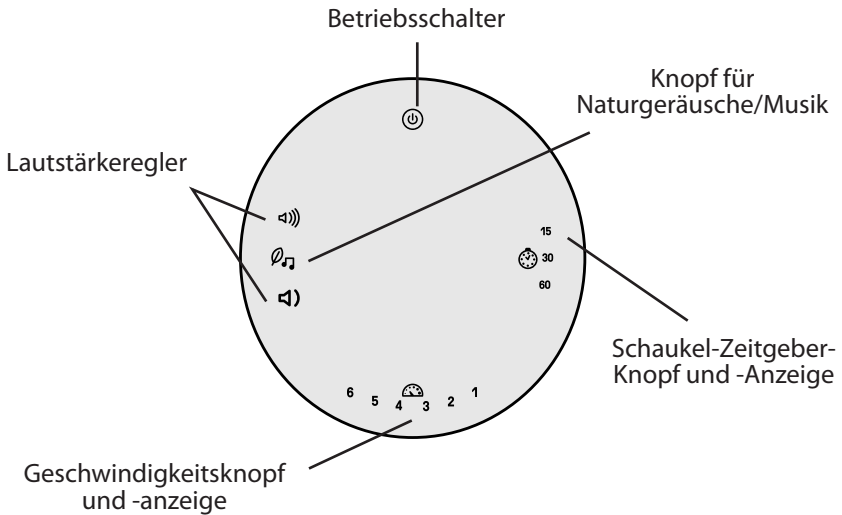 Betriebsschalter
Knopf für
Naturgeräusche/Musik
Lautstärkeregler
15
30
60
Schaukel-Zeitgeber-
Knopf und -Anzeige
6 5 4 3 2 1
Geschwindigkeitsknopf
und -anzeige